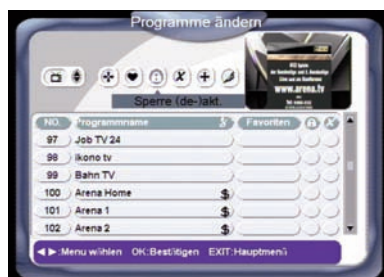 Programme ändern
www.arena.tv
Sperre (de-)akt.
NO. Programmname $ Favoriten
97 Job TV 24
98 ikono tv
99 Bahn TV
100 Arena Home $
101 Arena 1 $
102 Arena 2 $
◄ ►:Menu wählen OK:Bestätigen EXIT:Hauptmenü